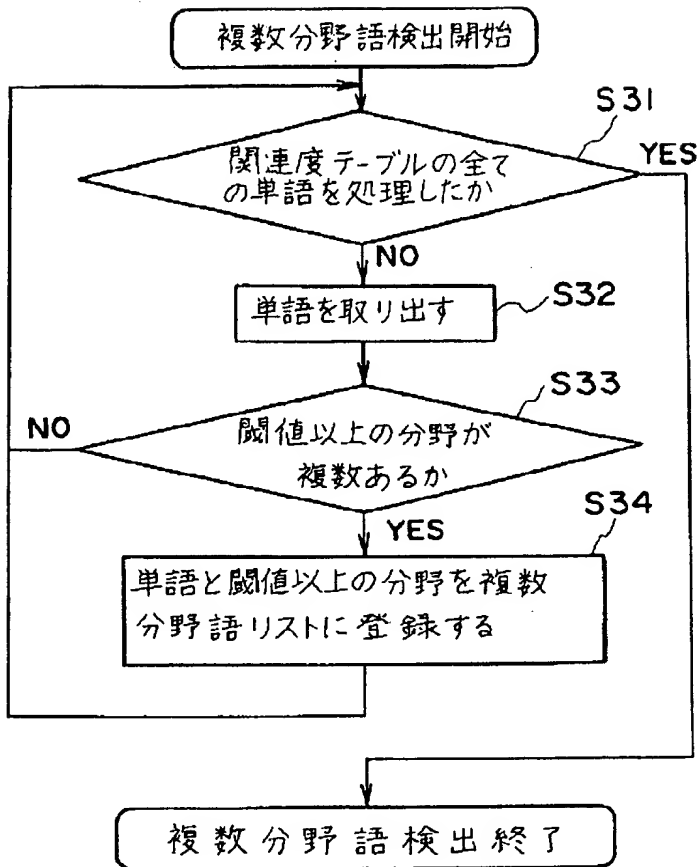 複数分野語検出開始
S31
関連度テーブルの全て
の単語を処理したか
YES
NO
単語を取り出す
S32
S33
NO
閾値以上の分野が
複数あるか
YES
S34
単語と閾値以上の分野を複数
分野語リストに登録する
複数分野語検出終了